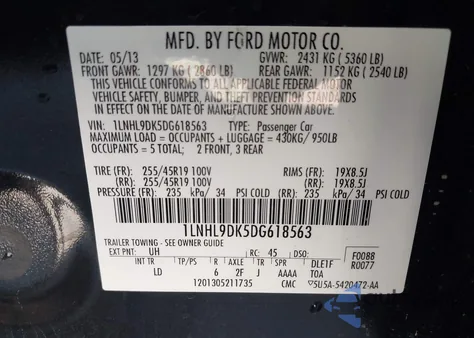 MFD. BY FORD MOTOR CO.
DATE: 05/13 GVWR: 2431 KG ( 5360 LB)
FRONT GAWR: 1297 KG ( 2860 LB) REAR GAWR: 1152 KG ( 2540 LB)
THIS VEHICLE CONFORMS TO ALL APPLICABLE FEDERAL MOTOR
VEHICLE SAFETY, BUMPER, AND THEFT PREVENTION STANDARDS
IN EFFECT ON THE DATE OF MANUFACTURE SHOWN ABOVE.
VIN: 1LNHL9DK5DG618563 TYPE: Passenger Car
MAXIMUM LOAD = OCCUPANTS + LUGGAGE = 430KG/ 950LB
OCCUPANTS = 5 TOTAL: 2 FRONT, 3 REAR
TIRE (FR): 255/45R19 100V RIMS (FR): 19X8.5J
(RR): 255/45R19 100V (RR): 19X8.5J
PRESSURE (FR): 235 kPa/ 34 PSI COLD (RR): 235 kPa/ 34 PSI COLD
1LNHL9DK5DG618563
TRAILER TOWING - SEE OWNER GUIDE
EXT PNT: UH RC: 45 DSO: F0088
INT TR TP/PS R AXLE TR SPR DLE1F R0077
LD 6 2F J AAAA T0A
1201305211735 CMC 5U5A-5420472-AA